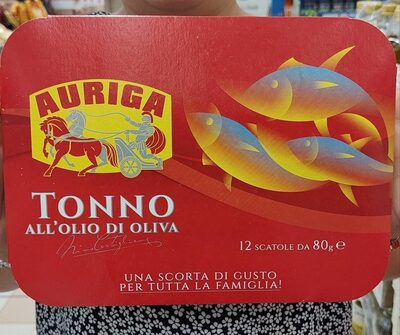 AURIGA
TONNO
ALL'OLIO DI OLIVA
12 SCATOLE DA 80g e
UNA SCORTA DI GUSTO
PER TUTTA LA FAMIGLIA!